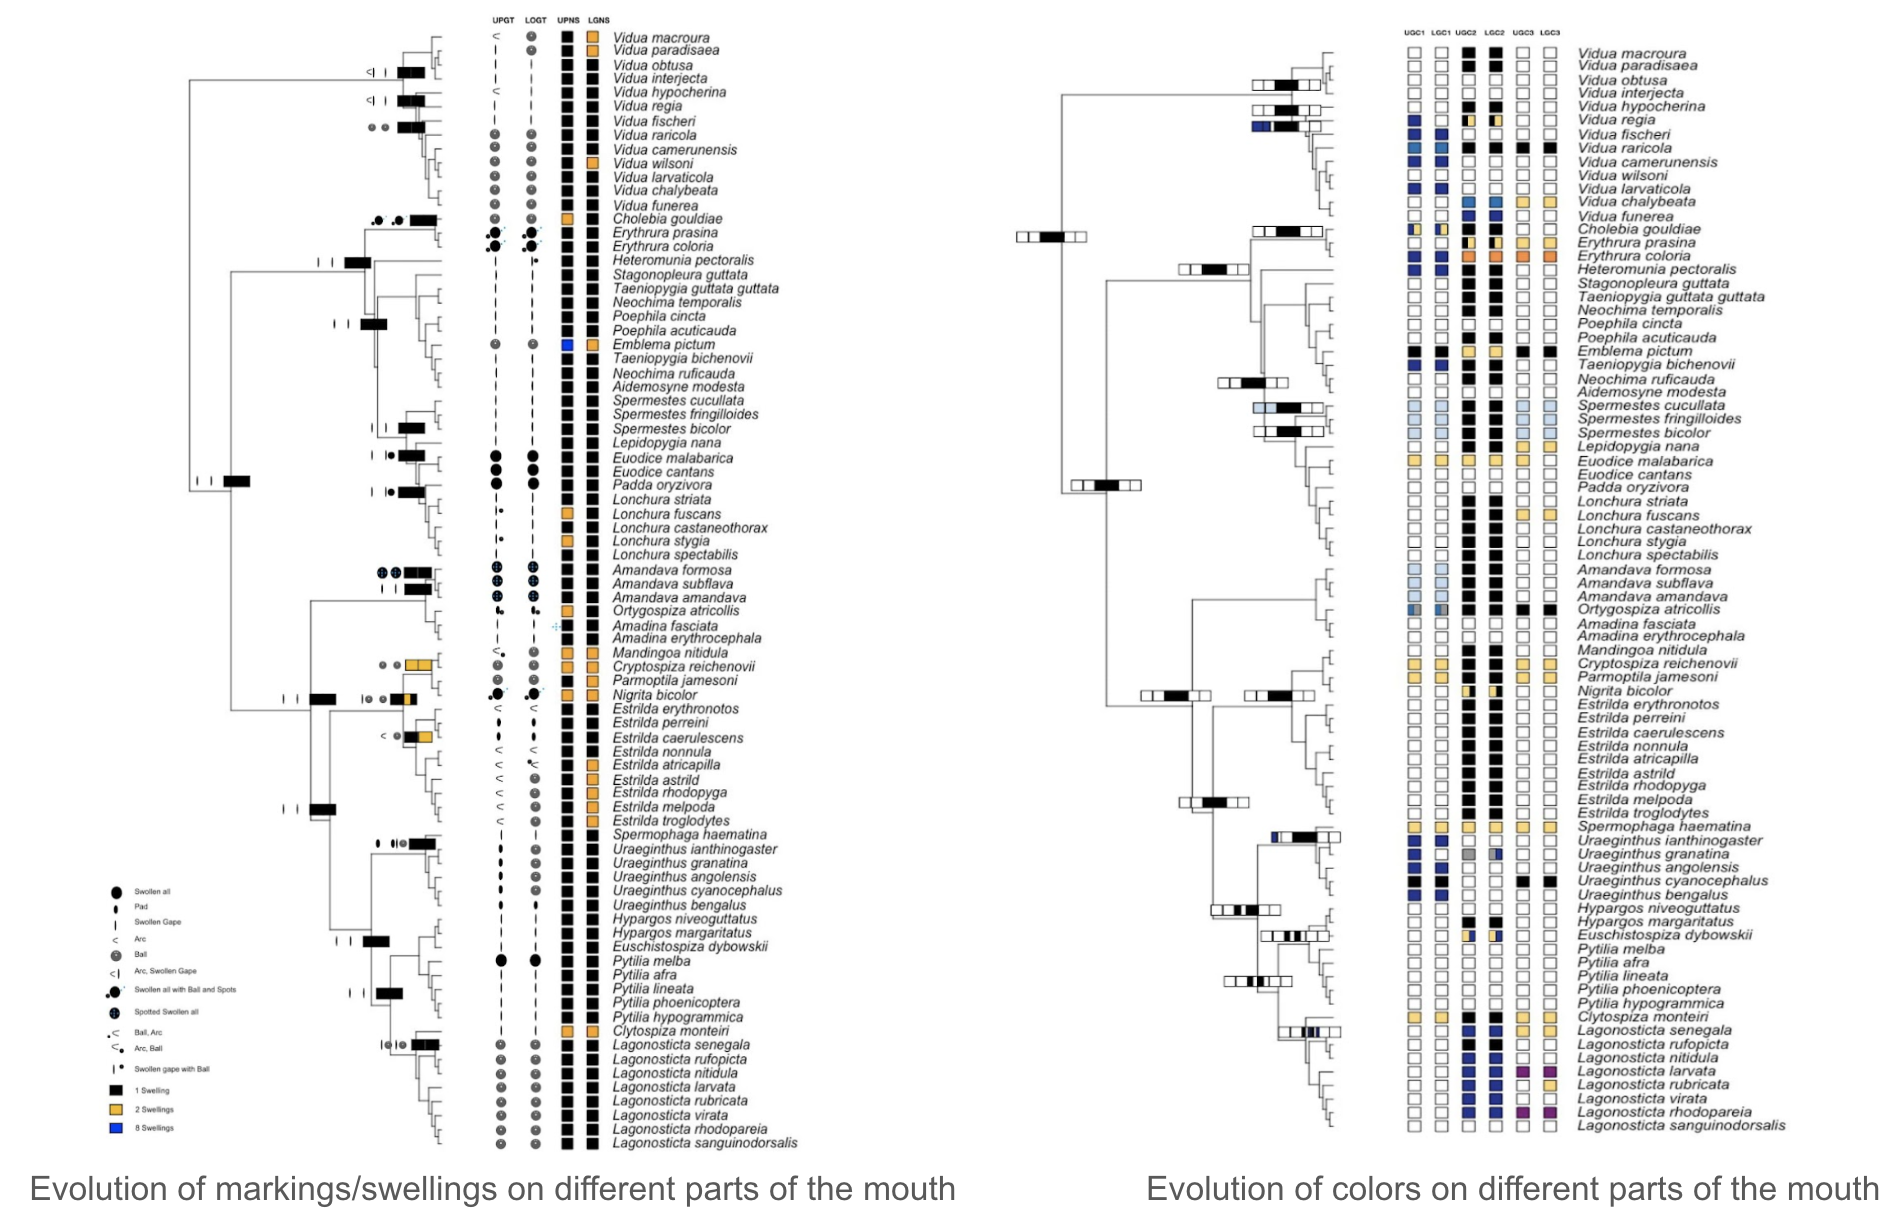 UPGT LOGT UPNS LGNS
Vidua macroura
Vidua paradisaea
Vidua obtusa
Vidua interjecta
Vidua hypocherina
Vidua regia
Vidua fischeri
Vidua raricola
Vidua camerunensis
Vidua wilsoni
Vidua larvaticola
Vidua chalybeata
Vidua funerea
Cholebia gouldiae
Erythrura prasina
Erythrura coloria
Heteromunia pectoralis
Stagonopleura guttata
Taeniopygia guttata guttata
Neochima temporalis
Poephila cincta
Poephila acuticauda
Emblema pictum
Taeniopygia bichenovii
Neochima ruficauda
Aidemosyne modesta
Spermestes cucullata
Spermestes fringilloides
Spermestes bicolor
Lepidopygia nana
Euodice malabarica
Euodice cantans
Padda oryzivora
Lonchura striata
Lonchura fuscans
Lonchura castaneothorax
Lonchura stygia
Lonchura spectabilis
Amandava formosa
Amandava subflava
Amandava amandava
Ortygospiza atricollis
Amadina fasciata
Amadina erythrocephala
Mandingoa nitidula
Cryptospiza reichenovii
Parmoptila jamesoni
Nigrita bicolor
Estrilda erythronotos
Estrilda perreini
Estrilda caerulescens
Estrilda nonnula
Estrilda atricapilla
Estrilda astrild
Estrilda rhodopyga
Estrilda melpoda
Estrilda troglodytes
Spermophaga haematina
Uraeginthus ianthinogaster
Uraeginthus granatina
Uraeginthus angolensis
Uraeginthus cyanocephalus
Uraeginthus bengalus
Hypargos niveoguttatus
Hypargos margaritatus
Euschistospiza dybowskii
Pytilia melba
Pytilia afra
Pytilia lineata
Pytilia phoenicoptera
Pytilia hypogrammica
Clytospiza monteiri
Lagonosticta senegala
Lagonosticta rufopicta
Lagonosticta nitidula
Lagonosticta larvata
Lagonosticta rubricata
Lagonosticta virata
Lagonosticta rhodopareia
Lagonosticta sanguinodorsalis
Swollen all
Pad
Swollen Gape
Arc
Ball
Arc, Swollen Gape
Swollen all with Ball and Spots
Spotted Swollen all
Ball, Arc
Arc, Ball
Swollen gape with Ball
1 Swelling
2 Swellings
8 Swellings
Evolution of markings/swellings on different parts of the mouth
UGC1 LGC1 UGC2 LGC2 UGC3 LGC3
Vidua macroura
Vidua paradisaea
Vidua obtusa
Vidua interjecta
Vidua hypocherina
Vidua regia
Vidua fischeri
Vidua raricola
Vidua camerunensis
Vidua wilsoni
Vidua larvaticola
Vidua chalybeata
Vidua funerea
Cholebia gouldiae
Erythrura prasina
Erythrura coloria
Heteromunia pectoralis
Stagonopleura guttata
Taeniopygia guttata guttata
Neochima temporalis
Poephila cincta
Poephila acuticauda
Emblema pictum
Taeniopygia bichenovii
Neochima ruficauda
Aidemosyne modesta
Spermestes cucullata
Spermestes fringilloides
Spermestes bicolor
Lepidopygia nana
Euodice malabarica
Euodice cantans
Padda oryzivora
Lonchura striata
Lonchura fuscans
Lonchura castaneothorax
Lonchura stygia
Lonchura spectabilis
Amandava formosa
Amandava subflava
Amandava amandava
Ortygospiza atricollis
Amadina fasciata
Amadina erythrocephala
Mandingoa nitidula
Cryptospiza reichenovii
Parmoptila jamesoni
Nigrita bicolor
Estrilda erythronotos
Estrilda perreini
Estrilda caerulescens
Estrilda nonnula
Estrilda atricapilla
Estrilda astrild
Estrilda rhodopyga
Estrilda melpoda
Estrilda troglodytes
Spermophaga haematina
Uraeginthus ianthinogaster
Uraeginthus granatina
Uraeginthus angolensis
Uraeginthus cyanocephalus
Uraeginthus bengalus
Hypargos niveoguttatus
Hypargos margaritatus
Euschistospiza dybowskii
Pytilia melba
Pytilia afra
Pytilia lineata
Pytilia phoenicoptera
Pytilia hypogrammica
Clytospiza monteiri
Lagonosticta senegala
Lagonosticta rufopicta
Lagonosticta nitidula
Lagonosticta larvata
Lagonosticta rubricata
Lagonosticta virata
Lagonosticta rhodopareia
Lagonosticta sanguinodorsalis
Evolution of colors on different parts of the mouth